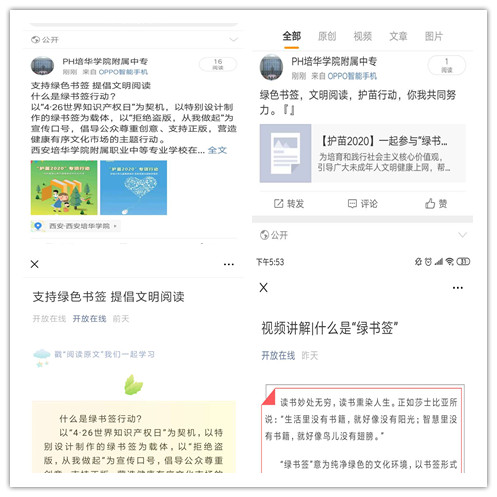 公开
PH培华学院附属中专
刚刚 来自 OPPO智能手机
16
阅读
支持绿色书签 提倡文明阅读
什么是绿书签行动?
以“4·26世界知识产权日”为契机，以特别设计制
作的绿书签为载体，以“拒绝盗版，从我做起”为
宣传口号，倡导公众尊重创意、支持正版，营造
健康有序文化市场的主题行动。
西安培华学院附属职业中等专业学校在... 全文
“护苗2020”专项行动
“护苗2020”专项行动
西安·西安培华学院
支持绿色书签 提倡文明阅读
开放在线 开放在线 前天
戳“阅读原文”我们一起学习
什么是绿书签行动?
以“4·26世界知识产权日”为契机，以特
别设计制作的绿书签为载体，以“拒绝盗
版，从我做起”为宣传口号，倡导公众尊重
创意、支持正版，营造健康有序文化市场的
全部 原创 视频 文章 图片
PH培华学院附属中专
刚刚 来自 OPPO智能手机
1
阅读
绿色书签，文明阅读，护苗行动，你我共同努
力。『』
【护苗2020】一起参与“绿书...
为培育和践行社会主义核心价值观，
引导广大未成年人文明健康上网，帮...
转发 评论 赞
公开
下午5:53
视频讲解|什么是“绿书签”
开放在线 昨天
读书妙处无穷，读书熏染人生。正如莎士比亚所
说：“生活里没有书籍，就好像没有阳光；智慧里没
有书籍，就好像鸟儿没有翅膀。”
“绿书签”意为纯净绿色的文化环境，以书签形式